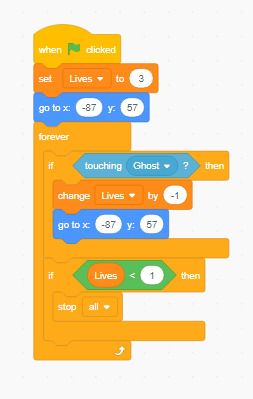 when clicked
set Lives to 3
go to x: -87 y: 57
forever
if touching Ghost ? then
change Lives by -1
go to x: -87 y: 57
if Lives < 1 then
stop all